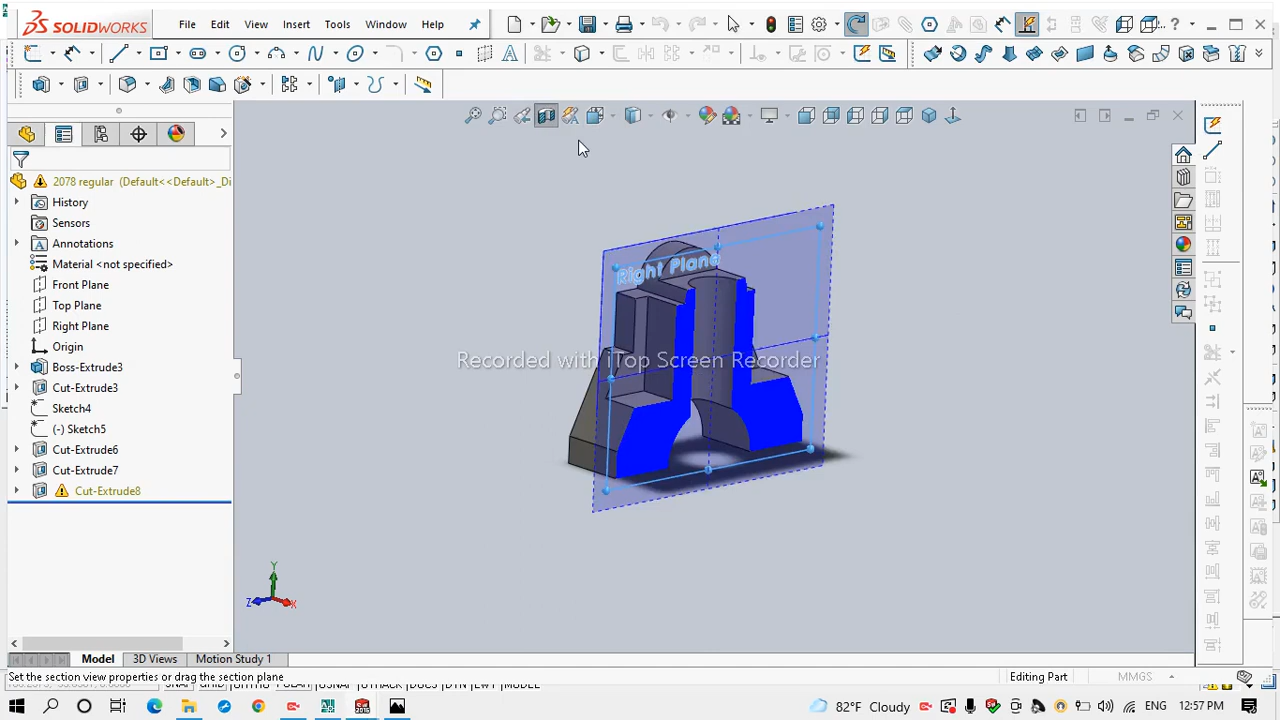 SOLIDWORKS File Edit View Insert Tools Window Help
2078 regular (Default<<Default>_Di
History
Sensors
Annotations
Material <not specified>
Front Plane
Top Plane
Right Plane
Origin
Boss-Extrude3
Cut-Extrude3
Sketch4
(-) Sketch5
Cut-Extrude6
Cut-Extrude7
Cut-Extrude8
Right Plane
Recorded with iTop Screen Recorder
Y
Z
X
Model 3D Views Motion Study 1
Set the section view properties or drag the section plane Editing Part MMGS
82°F Cloudy ENG 12:57 PM